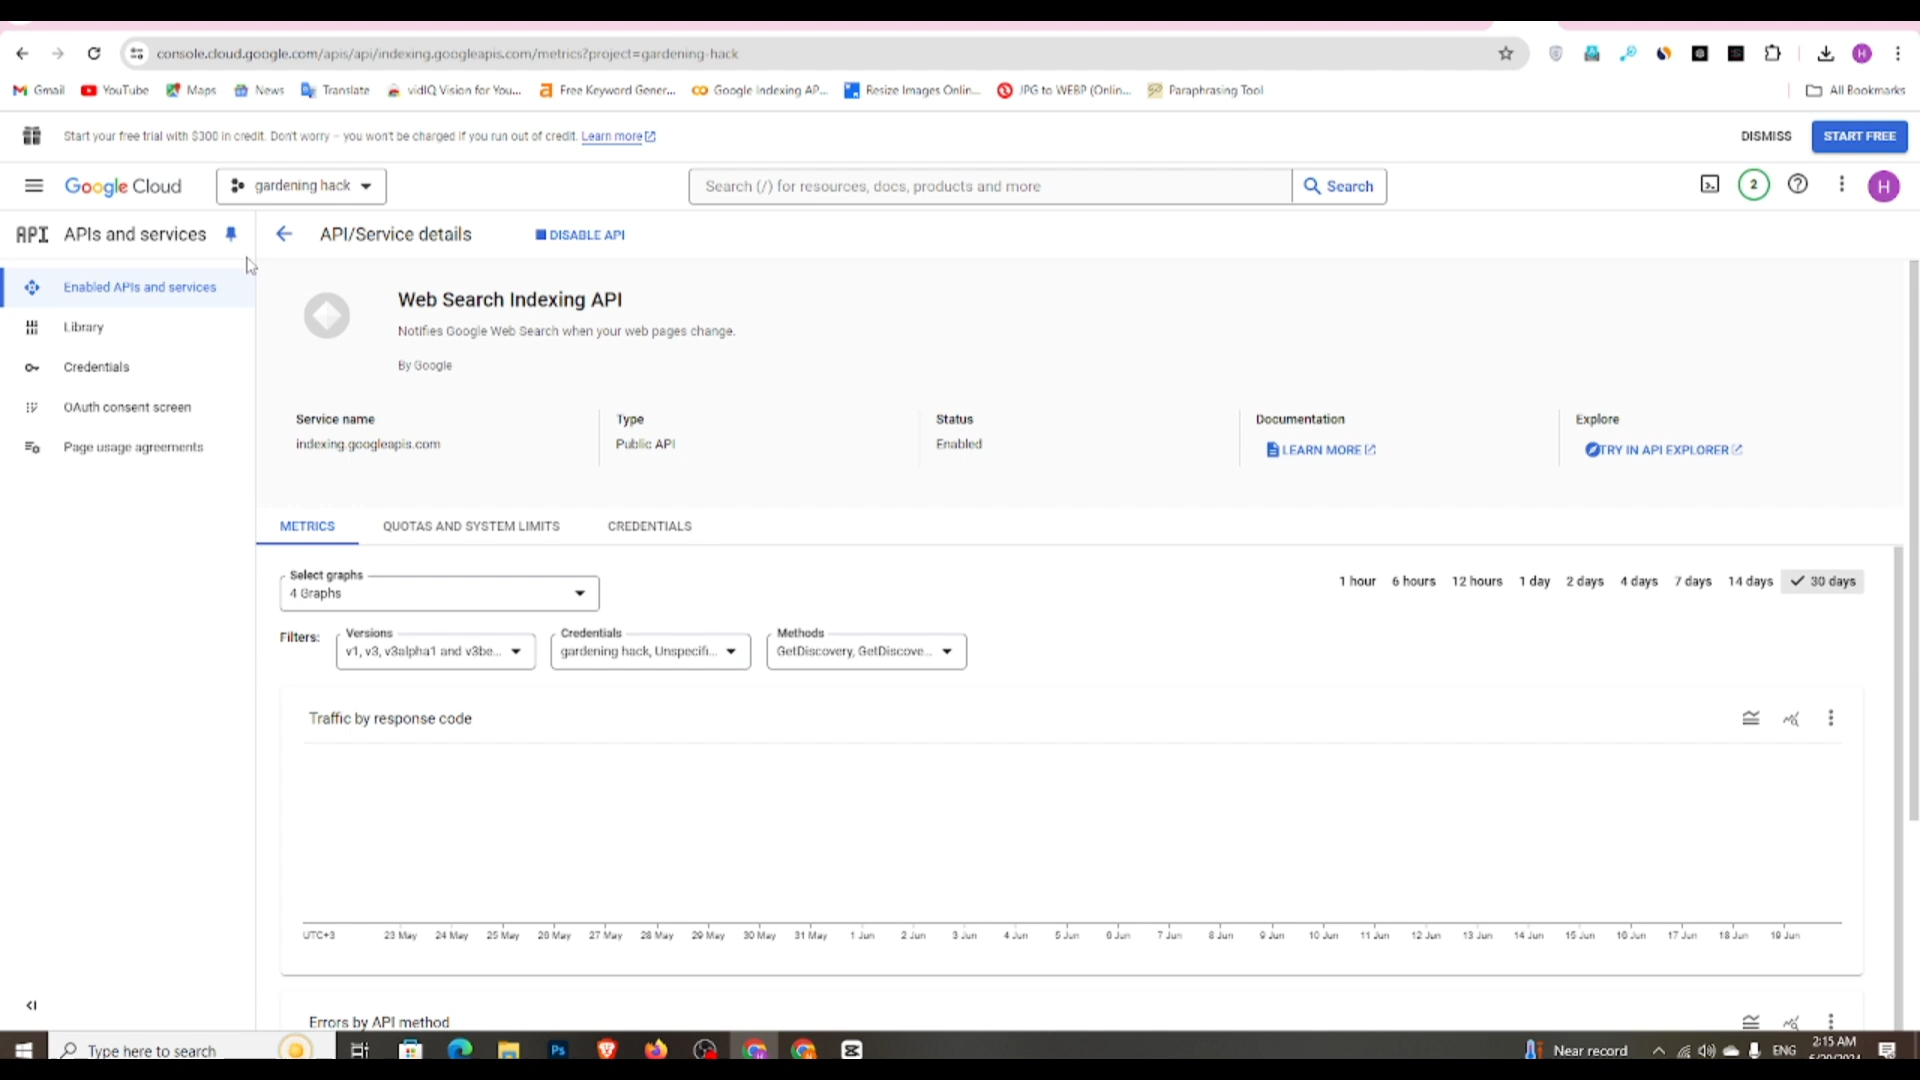 console.cloud.google.com/apis/api/indexing.googleapis.com/metrics?project=gardening-hack
Gmail YouTube Maps News Translate vidIQ Vision for You... Free Keyword Gener... Google Indexing AP... Resize Images Onlin... JPG to WEBP (Onlin... Paraphrasing Tool All Bookmarks
Start your free trial with $300 in credit. Don't worry – you won't be charged if you run out of credit. Learn more DISMISS START FREE
Google Cloud gardening hack Search (/) for resources, docs, products and more Search 2 H
API APIs and services API/Service details DISABLE API
Enabled APIs and services
Library
Credentials
OAuth consent screen
Page usage agreements
Web Search Indexing API
Notifies Google Web Search when your web pages change.
By Google
Service name Type Status Documentation Explore
indexing.googleapis.com Public API Enabled LEARN MORE TRY IN API EXPLORER
METRICS QUOTAS AND SYSTEM LIMITS CREDENTIALS
Select graphs
4 Graphs
1 hour 6 hours 12 hours 1 day 2 days 4 days 7 days 14 days 30 days
Filters: Versions Credentials Methods
v1, v3, v3alpha1 and v3be... gardening hack, Unspecifi... GetDiscovery, GetDiscove...
Traffic by response code
UTC+3 23 May 24 May 25 May 26 May 27 May 28 May 29 May 30 May 31 May 1 Jun 2 Jun 3 Jun 4 Jun 5 Jun 6 Jun 7 Jun 8 Jun 9 Jun 10 Jun 11 Jun 12 Jun 13 Jun 14 Jun 15 Jun 16 Jun 17 Jun 18 Jun 19 Jun
Errors by API method
Type here to search Ps Near record ENG 2:15 AM